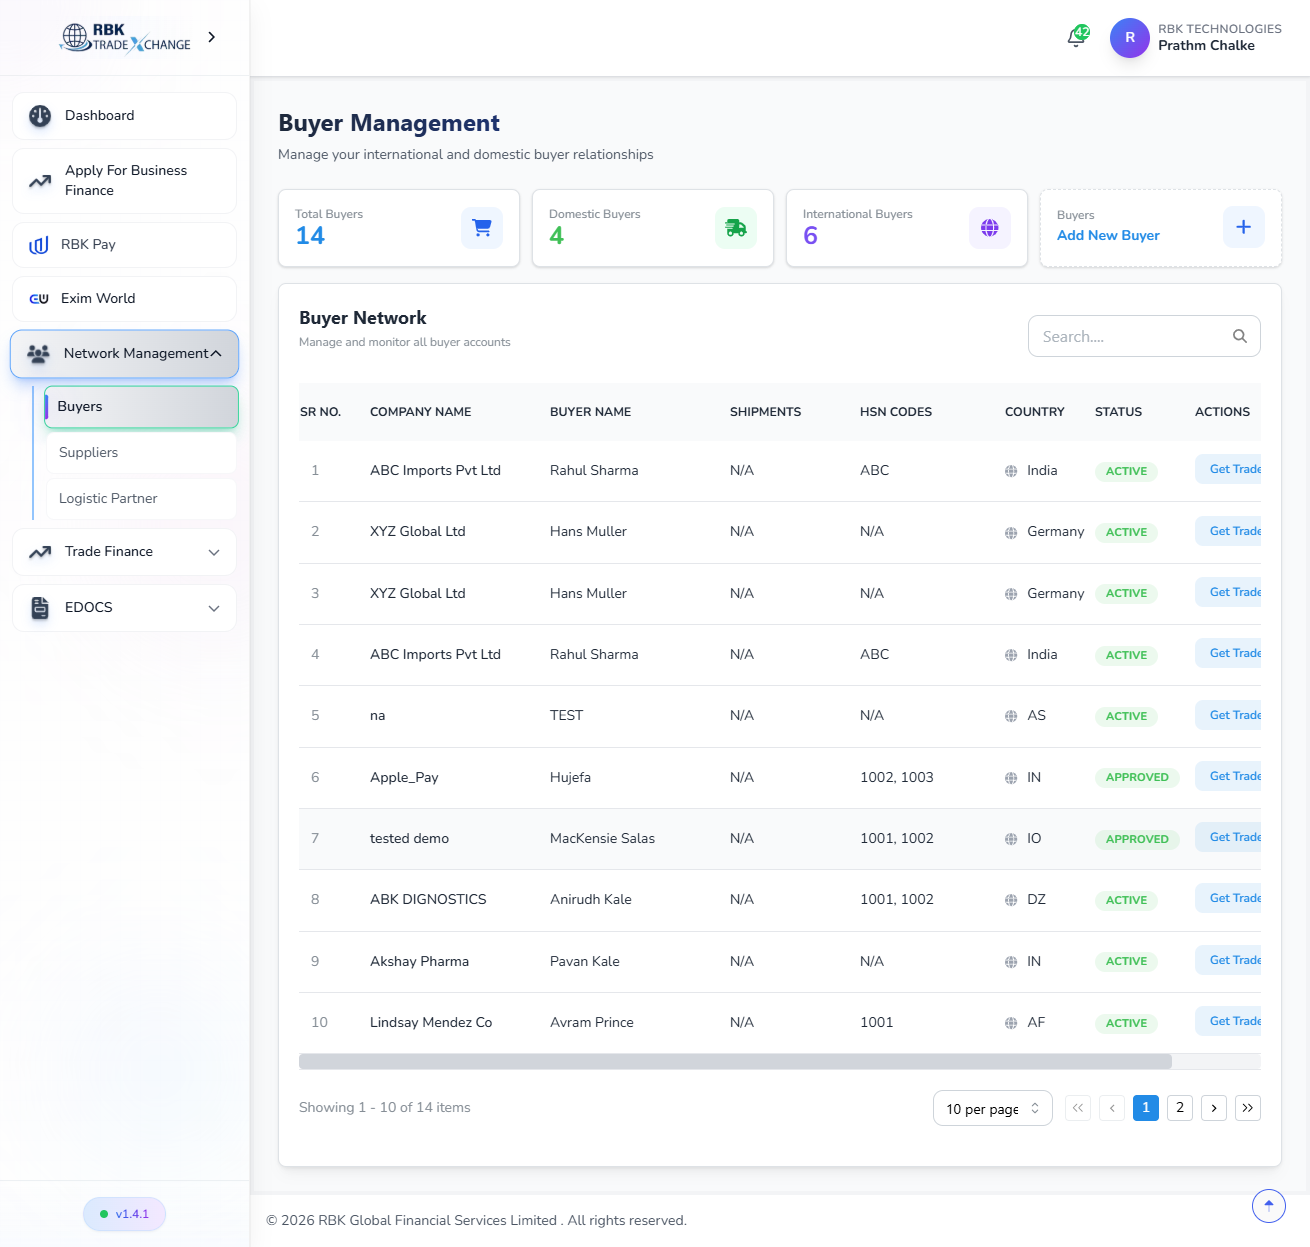 RBK
TRADE XCHANGE
42
R
RBK TECHNOLOGIES
Prathm Chalke
Dashboard
Apply For Business
Finance
RBK Pay
Exim World
Network Management
Buyers
Suppliers
Logistic Partner
Trade Finance
EDOCS
v1.4.1
Buyer Management
Manage your international and domestic buyer relationships
Total Buyers
14
Domestic Buyers
4
International Buyers
6
Buyers
Add New Buyer
Buyer Network
Manage and monitor all buyer accounts
Search....
SR NO. COMPANY NAME BUYER NAME SHIPMENTS HSN CODES COUNTRY STATUS ACTIONS
1 ABC Imports Pvt Ltd Rahul Sharma N/A ABC India ACTIVE Get Trade
2 XYZ Global Ltd Hans Muller N/A N/A Germany ACTIVE Get Trade
3 XYZ Global Ltd Hans Muller N/A N/A Germany ACTIVE Get Trade
4 ABC Imports Pvt Ltd Rahul Sharma N/A ABC India ACTIVE Get Trade
5 na TEST N/A N/A AS ACTIVE Get Trade
6 Apple_Pay Hujefa N/A 1002, 1003 IN APPROVED Get Trade
7 tested demo MacKensie Salas N/A 1001, 1002 IO APPROVED Get Trade
8 ABK DIGNOSTICS Anirudh Kale N/A 1001, 1002 DZ ACTIVE Get Trade
9 Akshay Pharma Pavan Kale N/A N/A IN ACTIVE Get Trade
10 Lindsay Mendez Co Avram Prince N/A 1001 AF ACTIVE Get Trade
Showing 1 - 10 of 14 items
10 per page
1 2
© 2026 RBK Global Financial Services Limited . All rights reserved.